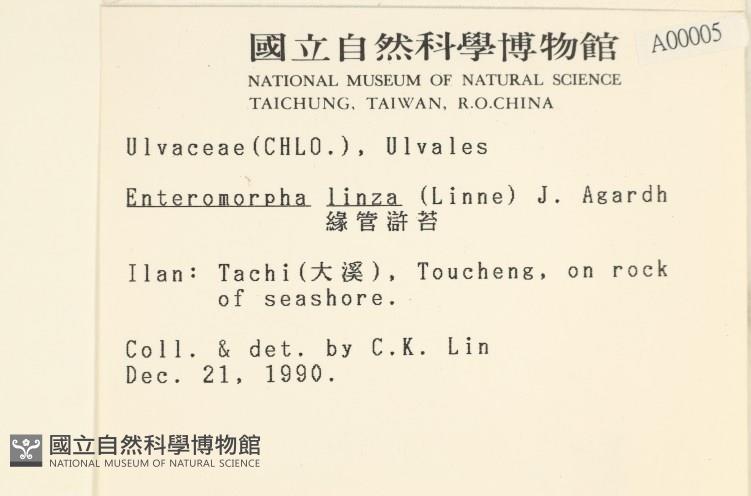 國立自然科學博物館
A00005
NATIONAL MUSEUM OF NATURAL SCIENCE
TAICHUNG, TAIWAN, R.O.CHINA
Ulvaceae(CHLO.), Ulvales
Enteromorpha linza (Linne) J. Agardh
緣管滸苔
Ilan: Tachi(大溪), Toucheng, on rock
of seashore.
Coll. & det. by C.K. Lin
Dec. 21, 1990.
國立自然科學博物館
NATIONAL MUSEUM OF NATURAL SCIENCE